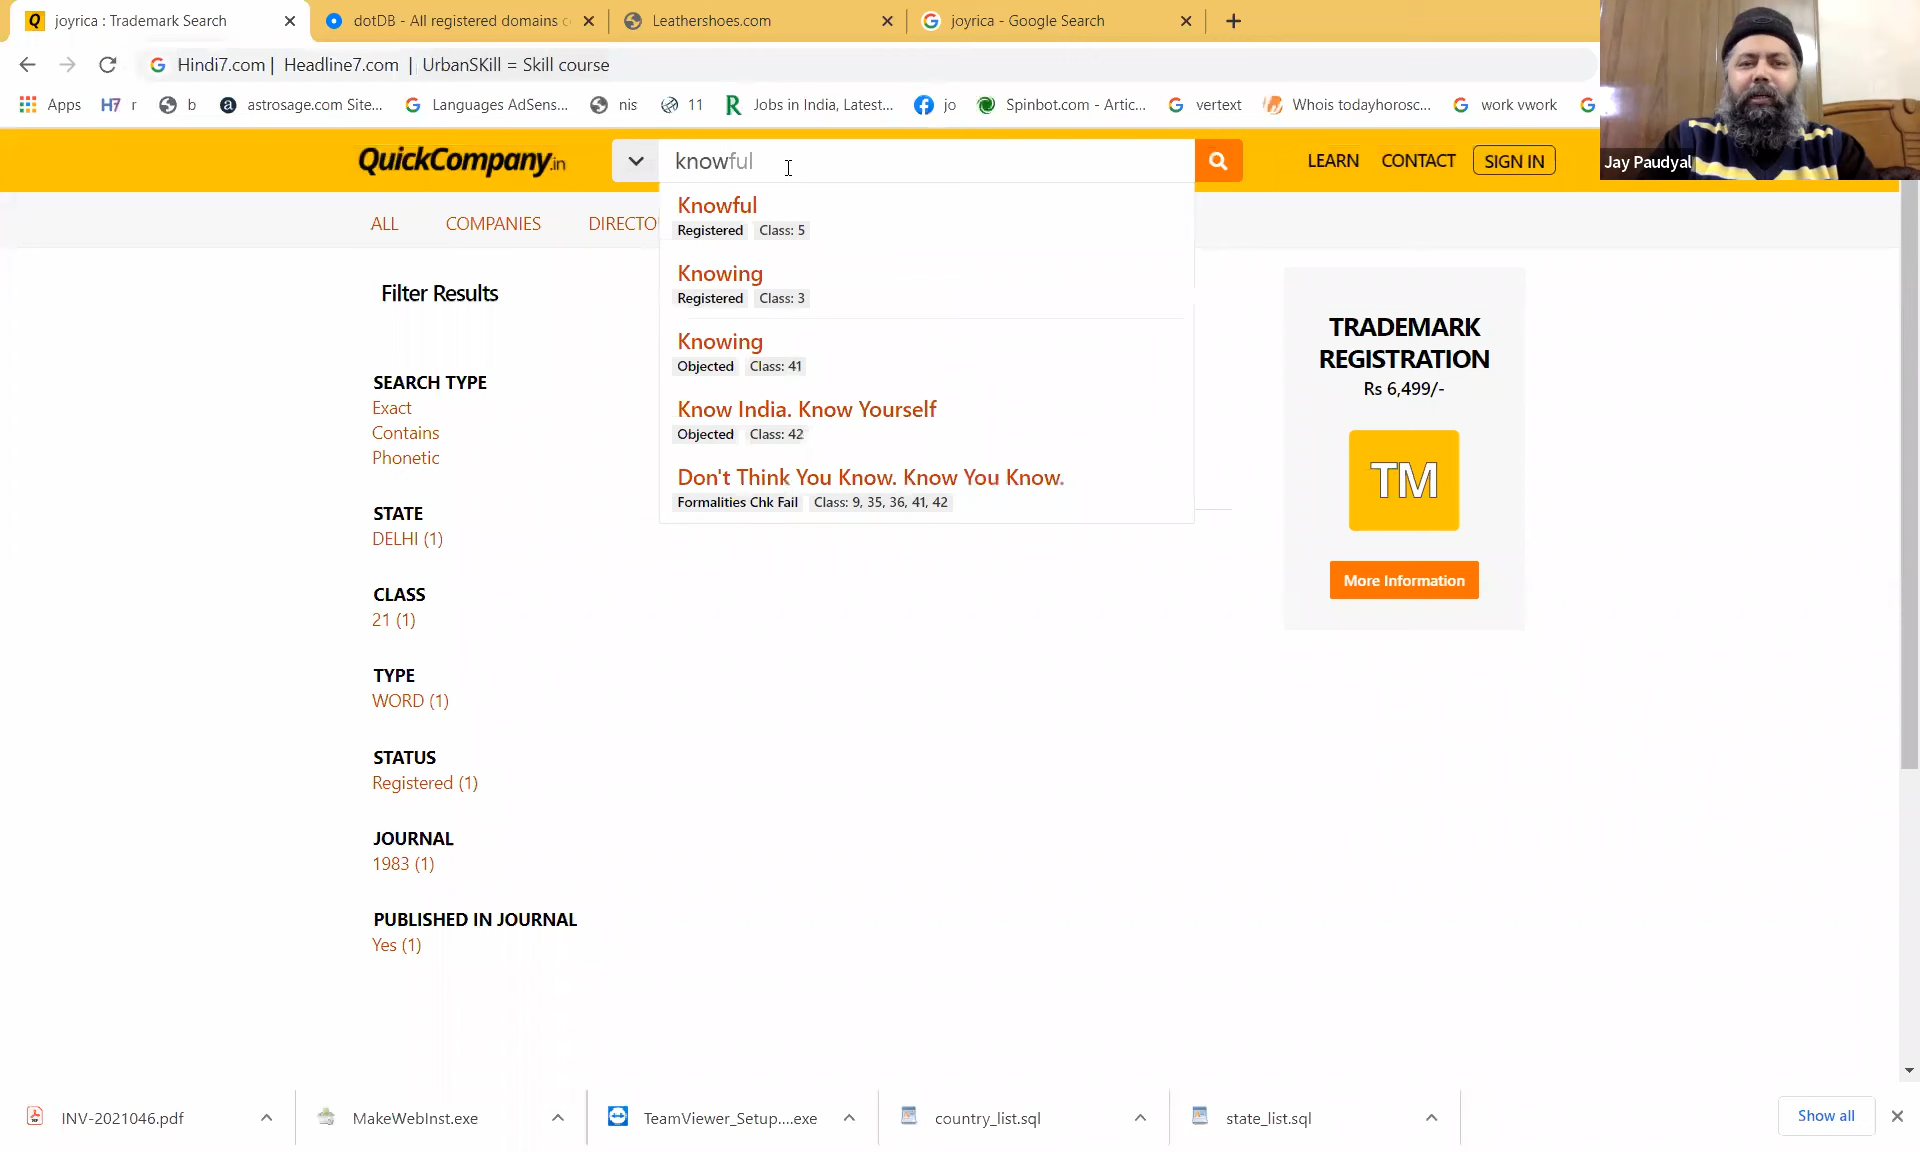 joyrica : Trademark Search
dotDB - All registered domains c
Leathershoes.com
joyrica - Google Search
Hindi7.com | Headline7.com | UrbanSKill = Skill course
Apps
H7 r
b
a astrosage.com Site...
Languages AdSens...
nis
11
R Jobs in India, Latest...
jo
Spinbot.com - Artic...
vertext
Whois todayhorosc...
work vwork
QuickCompany.in
knowful
LEARN
CONTACT
SIGN IN
Jay Paudyal
ALL
COMPANIES
DIRECTO
Knowful
Registered Class: 5
Knowing
Registered Class: 3
Knowing
Objected Class: 41
Know India. Know Yourself
Objected Class: 42
Don't Think You Know. Know You Know.
Formalities Chk Fail Class: 9, 35, 36, 41, 42
Filter Results
SEARCH TYPE
Exact
Contains
Phonetic
STATE
DELHI (1)
CLASS
21 (1)
TYPE
WORD (1)
STATUS
Registered (1)
JOURNAL
1983 (1)
PUBLISHED IN JOURNAL
Yes (1)
TRADEMARK
REGISTRATION
Rs 6,499/-
TM
More Information
INV-2021046.pdf
MakeWebInst.exe
TeamViewer_Setup....exe
country_list.sql
state_list.sql
Show all